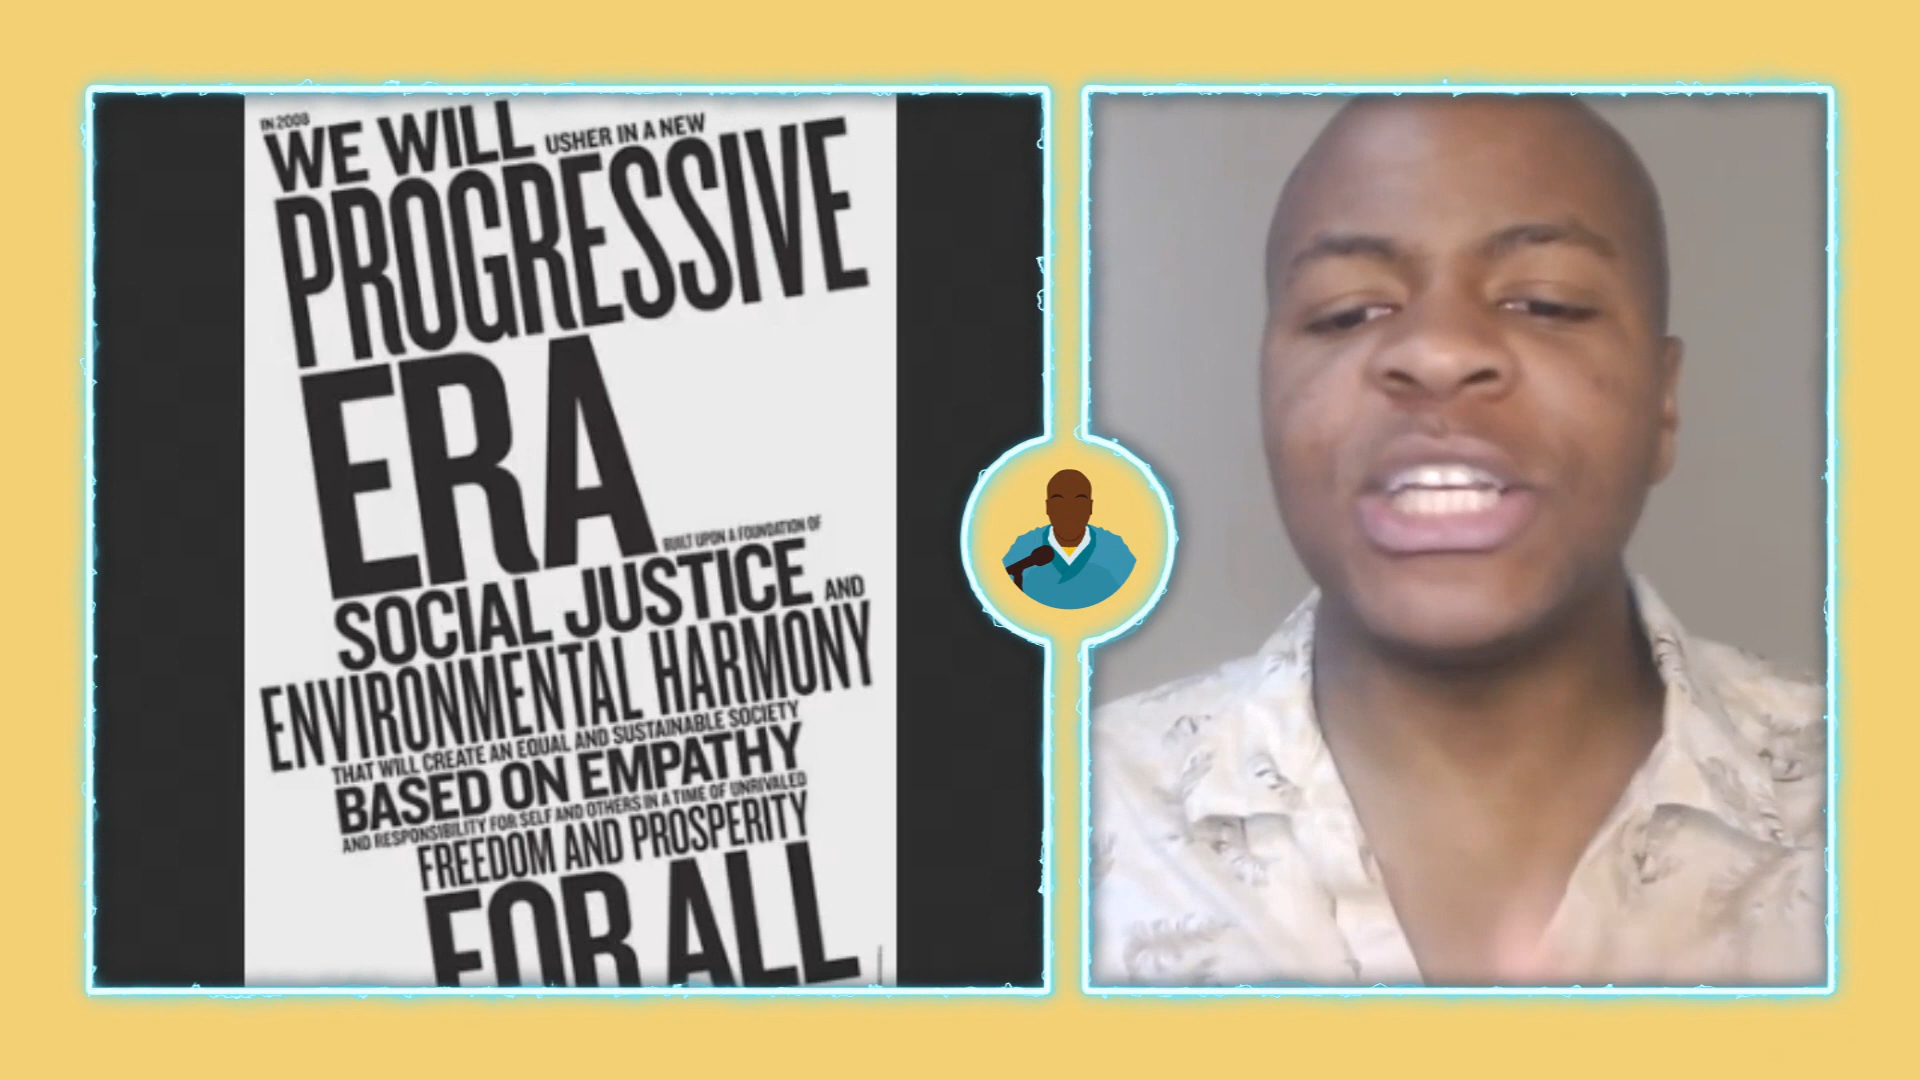 IN 2008
WE WILL USHER IN A NEW
PROGRESSIVE
ERA BUILT UPON A FOUNDATION OF
SOCIAL JUSTICE AND
ENVIRONMENTAL HARMONY
THAT WILL CREATE AN EQUAL AND SUSTAINABLE SOCIETY
BASED ON EMPATHY
AND RESPONSIBILITY FOR SELF AND OTHERS IN A TIME OF UNRIVALED
FREEDOM AND PROSPERITY
FOR ALL